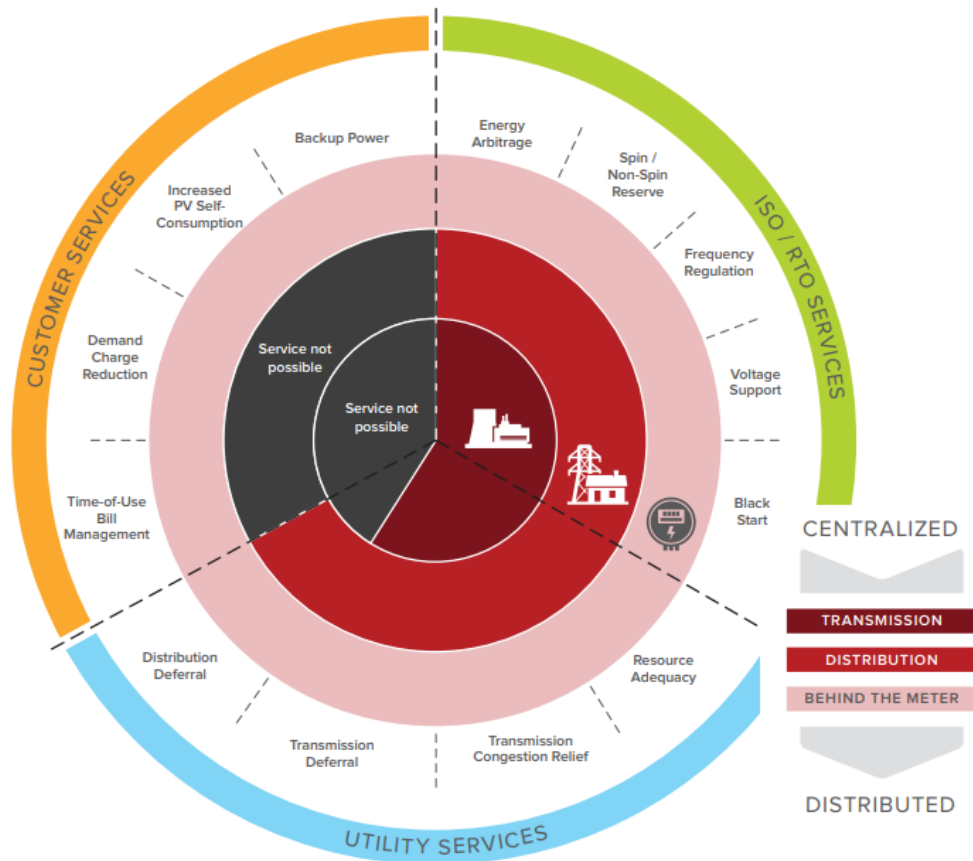 CUSTOMER SERVICES
ISO / RTO SERVICES
UTILITY SERVICES
Backup Power
Increased
PV Self-
Consumption
Demand
Charge
Reduction
Time-of-Use
Bill
Management
Energy
Arbitrage
Spin /
Non-Spin
Reserve
Frequency
Regulation
Voltage
Support
Black
Start
Resource
Adequacy
Transmission
Congestion Relief
Transmission
Deferral
Distribution
Deferral
Service not
possible
Service not
possible
CENTRALIZED
TRANSMISSION
DISTRIBUTION
BEHIND THE METER
DISTRIBUTED